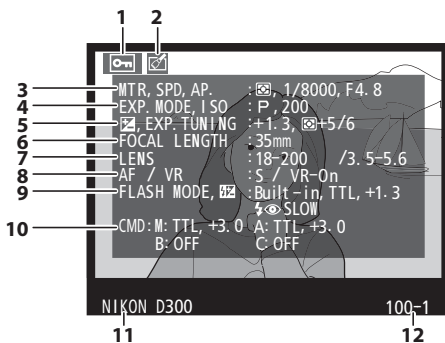 1 2
3 MTR, SPD, AP. : , 1/8000, F4.8
4 EXP. MODE, ISO : P, 200
5 , EXP. TUNING : +1.3, +5/6
6 FOCAL LENGTH : 35mm
7 LENS : 18-200 /3.5-5.6
8 AF / VR : S / VR-On
9 FLASH MODE, : Built-in, TTL, +1.3
SLOW
10 CMD: M: TTL, +3.0 A: TTL, +3.0
B: OFF C: OFF
NIKON D300 100-1
11 12